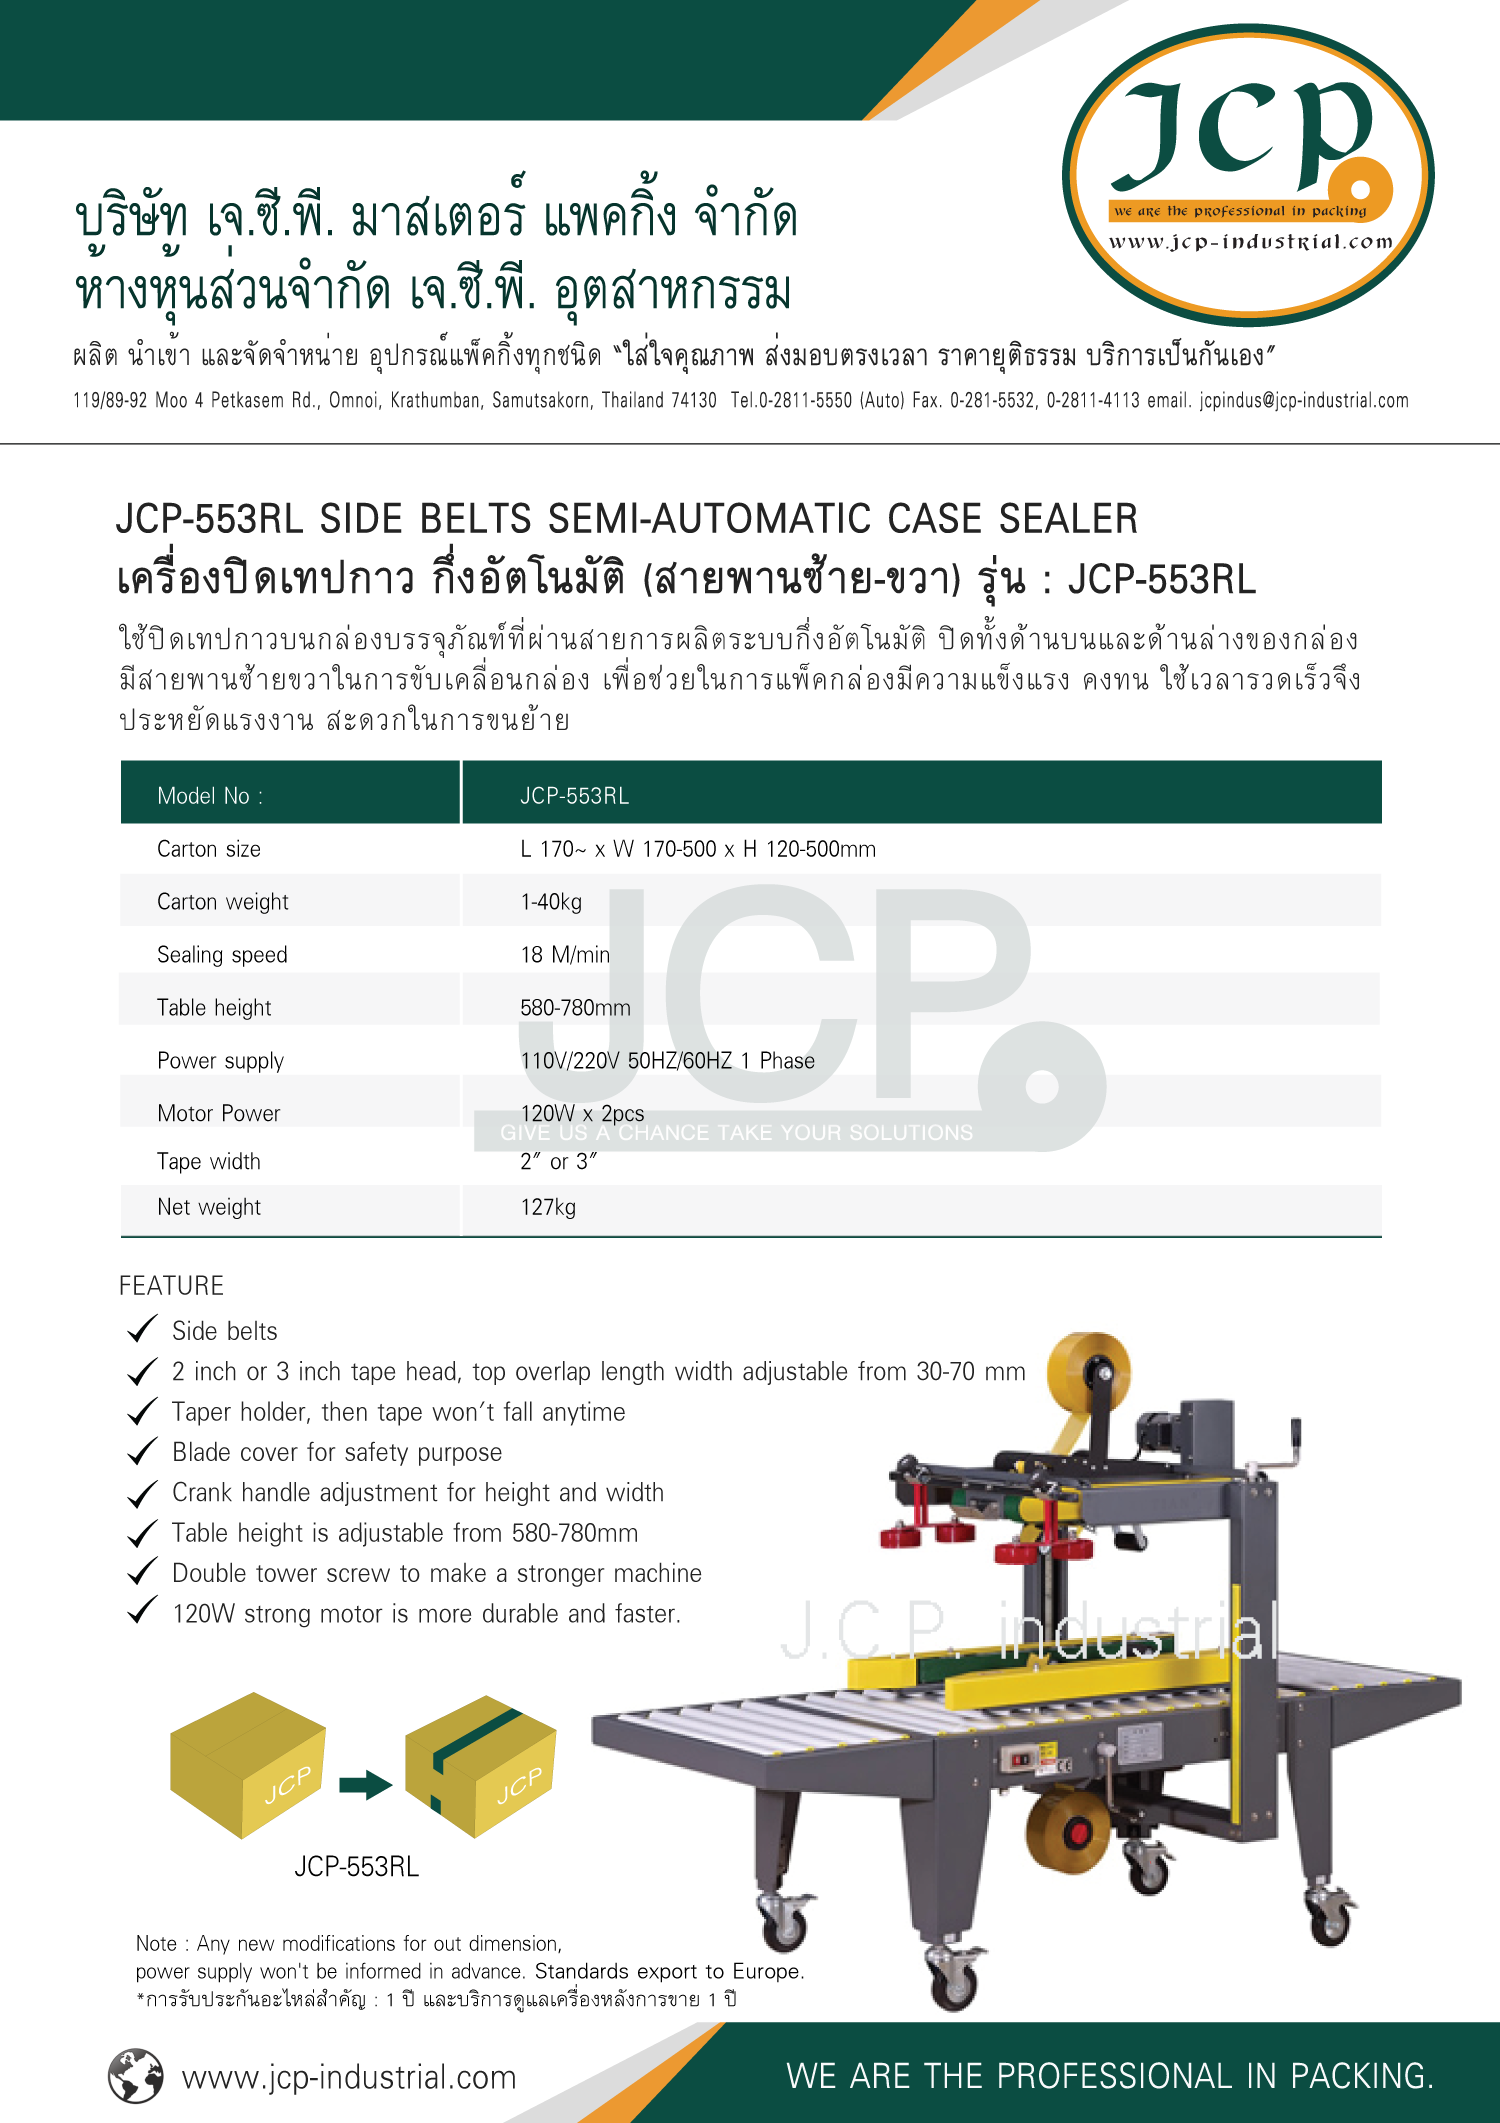 JCP
we are the professional in packing
www.jcp-industrial.com
บริษัท เจ.ซี.พี. มาสเตอร์ แพคกิ้ง จำกัด
ห้างหุ้นส่วนจำกัด เจ.ซี.พี. อุตสาหกรรม
ผลิต นำเข้า และจัดจำหน่าย อุปกรณ์แพ็คกิ้งทุกชนิด “ใส่ใจคุณภาพ ส่งมอบตรงเวลา ราคายุติธรรม บริการเป็นกันเอง”
119/89-92 Moo 4 Petkasem Rd., Omnoi, Krathumban, Samutsakorn, Thailand 74130 Tel.0-2811-5550 (Auto) Fax. 0-281-5532, 0-2811-4113 email. jcpindus@jcp-industrial.com
JCP-553RL SIDE BELTS SEMI-AUTOMATIC CASE SEALER
เครื่องปิดเทปกาว กึ่งอัตโนมัติ (สายพานซ้าย-ขวา) รุ่น : JCP-553RL
ใช้ปิดเทปกาวบนกล่องบรรจุภัณฑ์ที่ผ่านสายการผลิตระบบกึ่งอัตโนมัติ ปิดทั้งด้านบนและด้านล่างของกล่อง
มีสายพานซ้ายขวาในการขับเคลื่อนกล่อง เพื่อช่วยในการแพ็คกล่องมีความแข็งแรง คงทน ใช้เวลารวดเร็วจึง
ประหยัดแรงงาน สะดวกในการขนย้าย
Model No : JCP-553RL
Carton size L 170~ x W 170-500 x H 120-500mm
Carton weight 1-40kg
Sealing speed 18 M/min
Table height 580-780mm
Power supply 110V/220V 50HZ/60HZ 1 Phase
Motor Power 120W x 2pcs
Tape width 2″ or 3″
Net weight 127kg
JCP
GIVE US A CHANCE TAKE YOUR SOLUTIONS
FEATURE
Side belts
2 inch or 3 inch tape head, top overlap length width adjustable from 30-70 mm
Taper holder, then tape won’t fall anytime
Blade cover for safety purpose
Crank handle adjustment for height and width
Table height is adjustable from 580-780mm
Double tower screw to make a stronger machine
120W strong motor is more durable and faster.
J.C.P. industrial
JCP JCP
JCP-553RL
Note : Any new modifications for out dimension,
power supply won't be informed in advance. Standards export to Europe.
*การรับประกันอะไหล่สำคัญ : 1 ปี และบริการดูแลเครื่องหลังการขาย 1 ปี
www.jcp-industrial.com
WE ARE THE PROFESSIONAL IN PACKING.